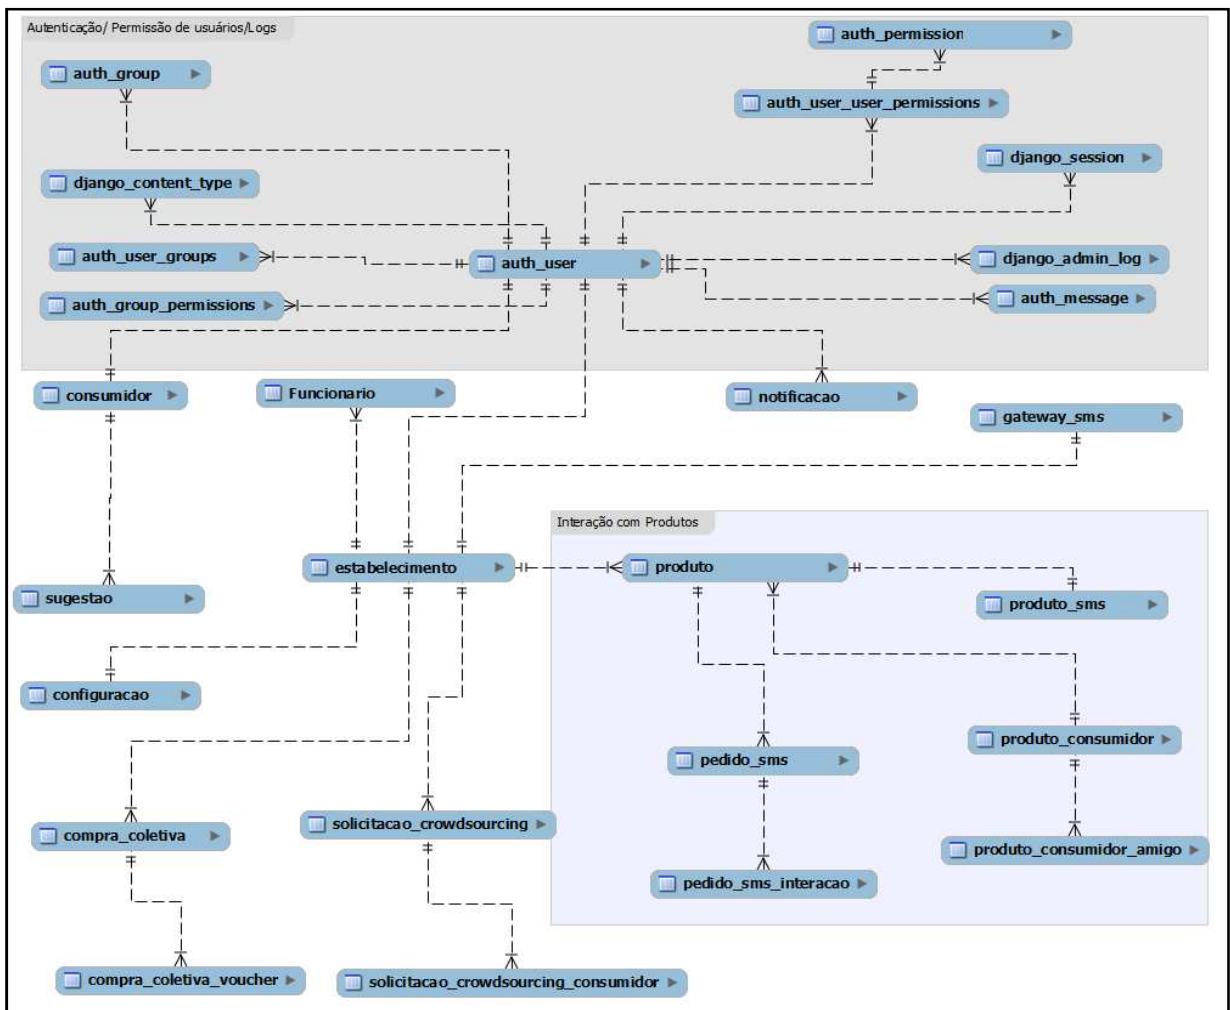 Autenticação/ Permissão de usuários/Logs
auth_permission
auth_group
auth_user_user_permissions
django_session
django_content_type
auth_user_groups
auth_user
django_admin_log
auth_group_permissions
auth_message
consumidor
Funcionario
notificacao
gateway_sms
Interação com Produtos
estabelecimento
produto
sugestao
produto_sms
configuracao
produto_consumidor
pedido_sms
solicitacao_crowdsourcing
compra_coletiva
produto_consumidor_amigo
pedido_sms_interacao
compra_coletiva_voucher
solicitacao_crowdsourcing_consumidor